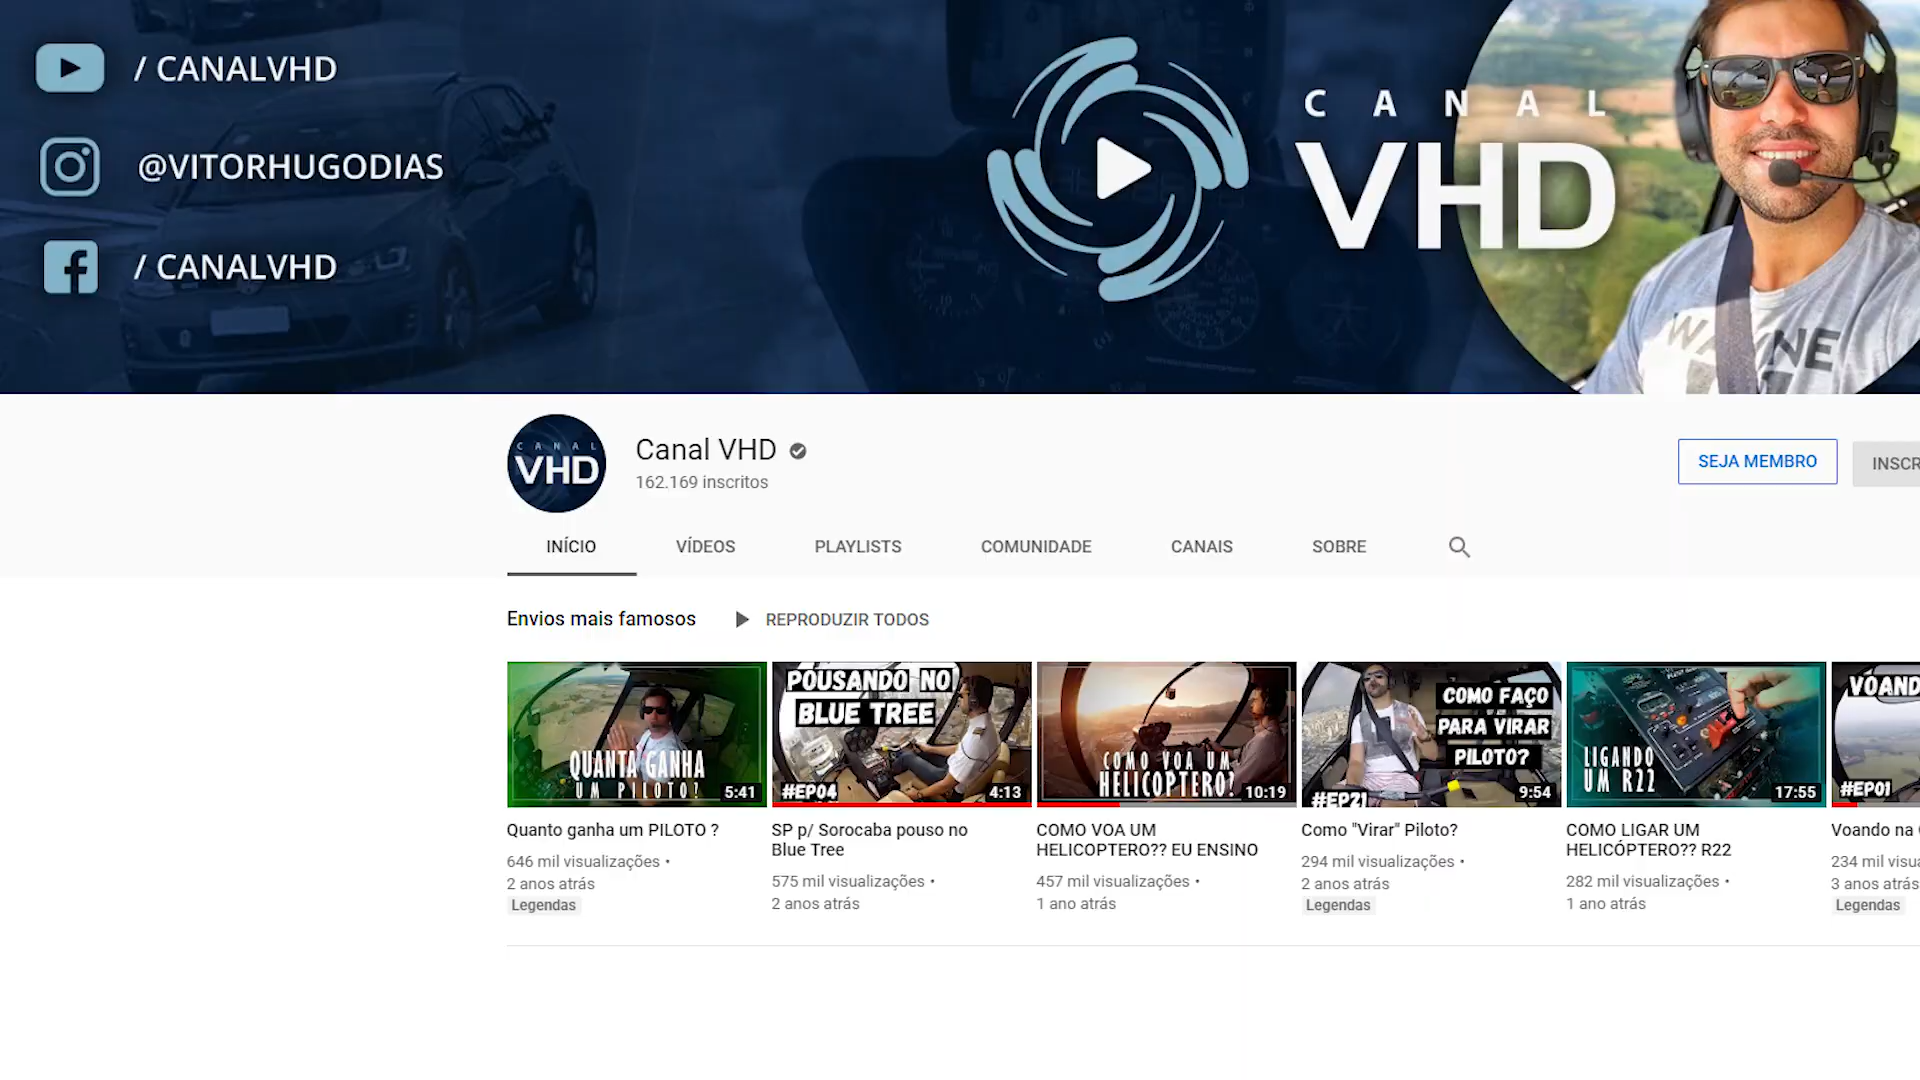 / CANALVHD
@VITORHUGODIAS
/ CANALVHD
CANAL
VHD
CANAL
VHD
Canal VHD
162.169 inscritos
SEJA MEMBRO
INSCR
INÍCIO
VÍDEOS
PLAYLISTS
COMUNIDADE
CANAIS
SOBRE
Envios mais famosos
REPRODUZIR TODOS
QUANTA GANHA
UM PILOTO?
5:41
Quanto ganha um PILOTO ?
646 mil visualizações •
2 anos atrás
Legendas
POUSANDO NO
BLUE TREE
#EP04
4:13
SP p/ Sorocaba pouso no
Blue Tree
575 mil visualizações •
2 anos atrás
COMO VOA UM
HELICOPTERO?
10:19
COMO VOA UM
HELICOPTERO?? EU ENSINO
457 mil visualizações •
1 ano atrás
COMO FAÇO
PARA VIRAR
PILOTO?
#EP21
9:54
Como "Virar" Piloto?
294 mil visualizações •
2 anos atrás
Legendas
LIGANDO
UM R22
17:55
COMO LIGAR UM
HELICÓPTERO?? R22
282 mil visualizações •
1 ano atrás
VOAND
#EP01
Voando na
234 mil visu
3 anos atrás
Legendas